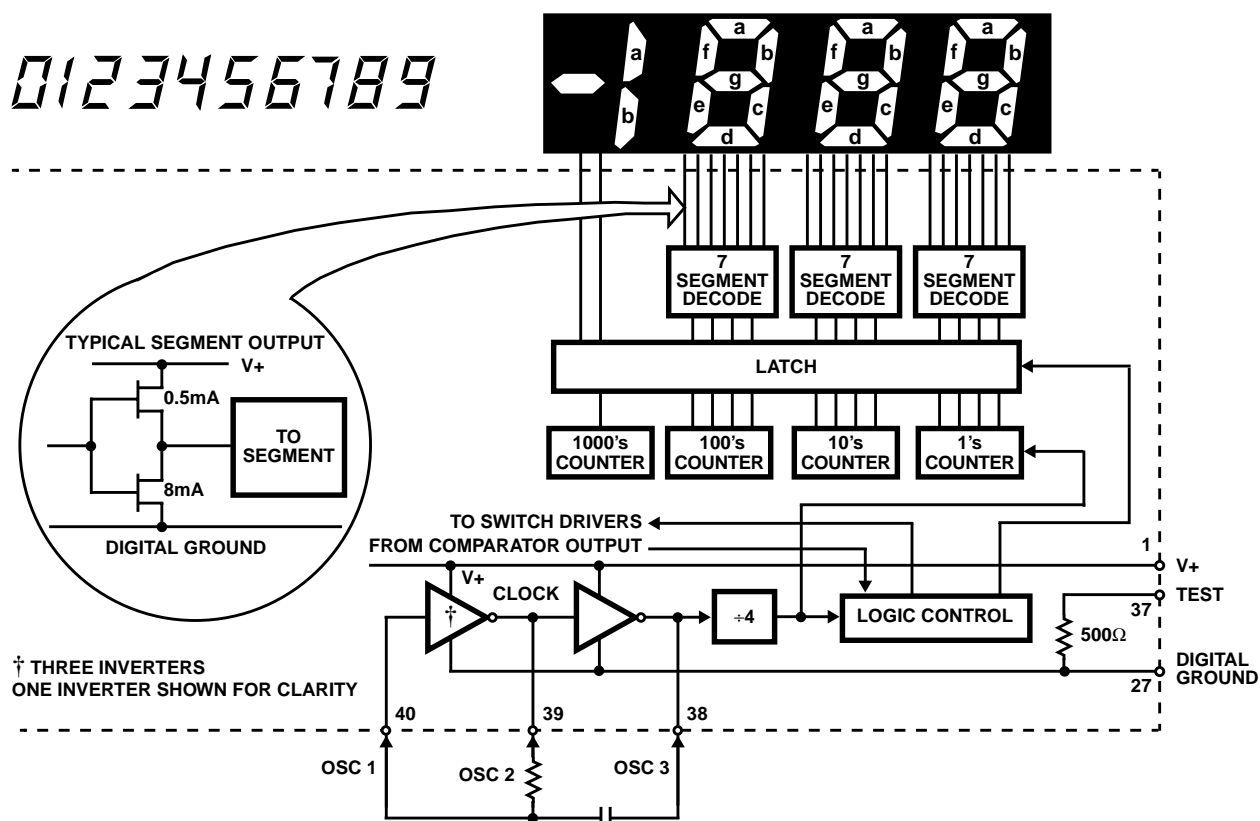 0123456789
a
b
a
f
b
g
e
c
d
a
f
b
g
e
c
d
a
f
b
g
e
c
d
7
SEGMENT
DECODE
7
SEGMENT
DECODE
7
SEGMENT
DECODE
TYPICAL SEGMENT OUTPUT
V+
0.5mA
TO
SEGMENT
8mA
DIGITAL GROUND
LATCH
1000's
COUNTER
100's
COUNTER
10's
COUNTER
1's
COUNTER
TO SWITCH DRIVERS
FROM COMPARATOR OUTPUT
V+
CLOCK
†
÷4
LOGIC CONTROL
1
V+
TEST
37
500Ω
DIGITAL
GROUND
27
† THREE INVERTERS
ONE INVERTER SHOWN FOR CLARITY
40
39
38
OSC 1
OSC 2
OSC 3